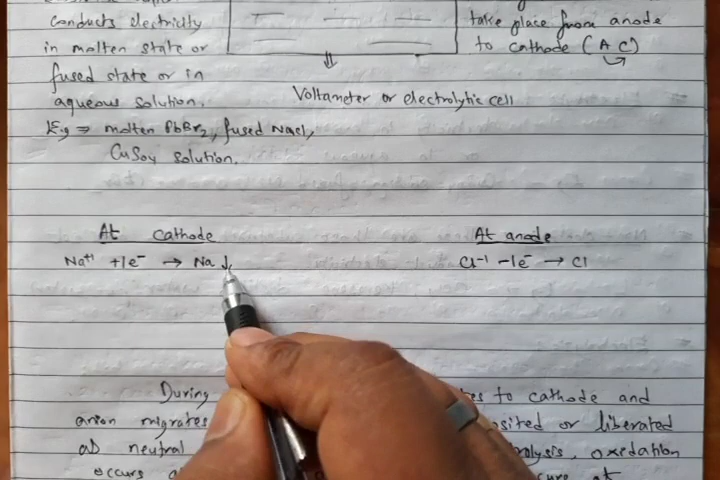 conducts electricity
in molten state or
fused state or in
aqueous solution.
take place from anode
to cathode (A C)
Voltameter or electrolytic cell
E.g ⇒ molten PbBr₂, fused NaCl,
CuSO₄ solution.
At cathode
Na⁺¹ +1e⁻ → Na ↓
At anode
Cl⁻¹ -1e⁻ → Cl
During to cathode and
anion migrates or liberated
as neutral oxidation
occurs at